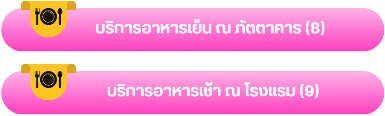 บริการอาหารเย็น ณ ภัตตาคาร (8)
บริการอาหารเช้า ณ โรงแรม (9)